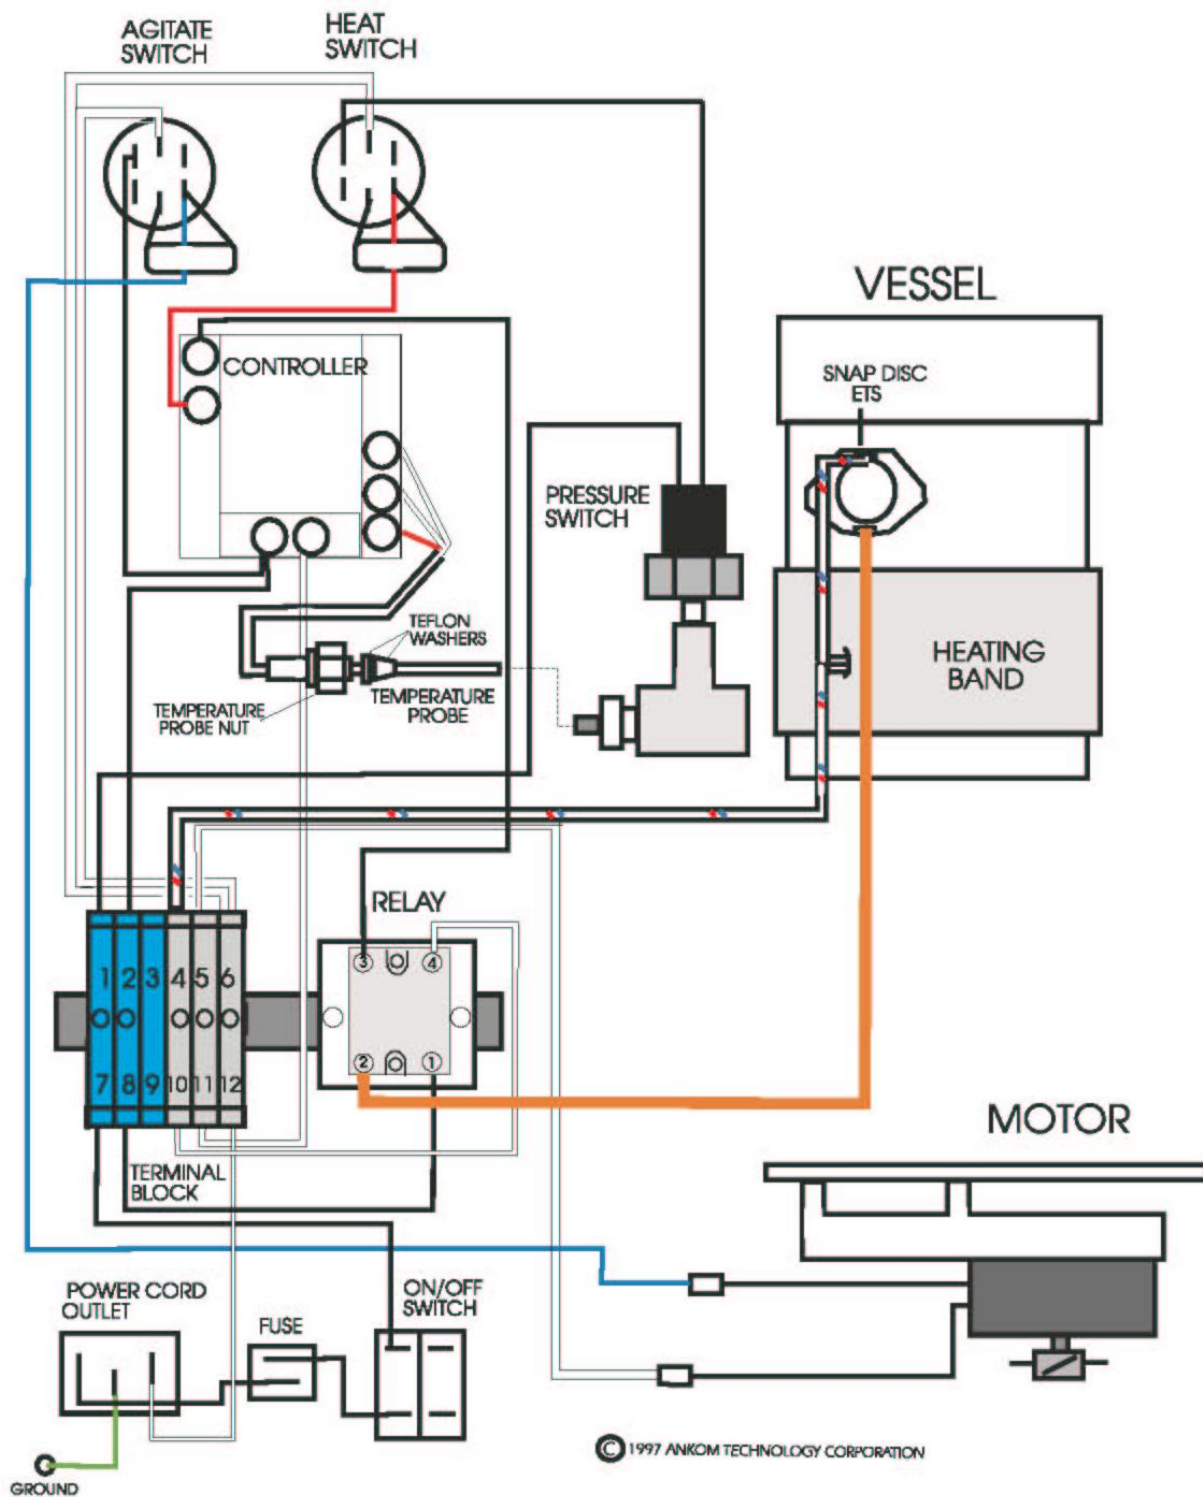 AGITATE
SWITCH
HEAT
SWITCH
VESSEL
SNAP DISC
ETS
CONTROLLER
PRESSURE
SWITCH
TEFLON
WASHERS
HEATING
BAND
TEMPERATURE
PROBE NUT
TEMPERATURE
PROBE
RELAY
1 2 3 4 5 6
3 4
2 1
7 8 9 10 11 12
MOTOR
TERMINAL
BLOCK
POWER CORD
OUTLET
FUSE
ON/OFF
SWITCH
© 1997 ANKOM TECHNOLOGY CORPORATION
GROUND